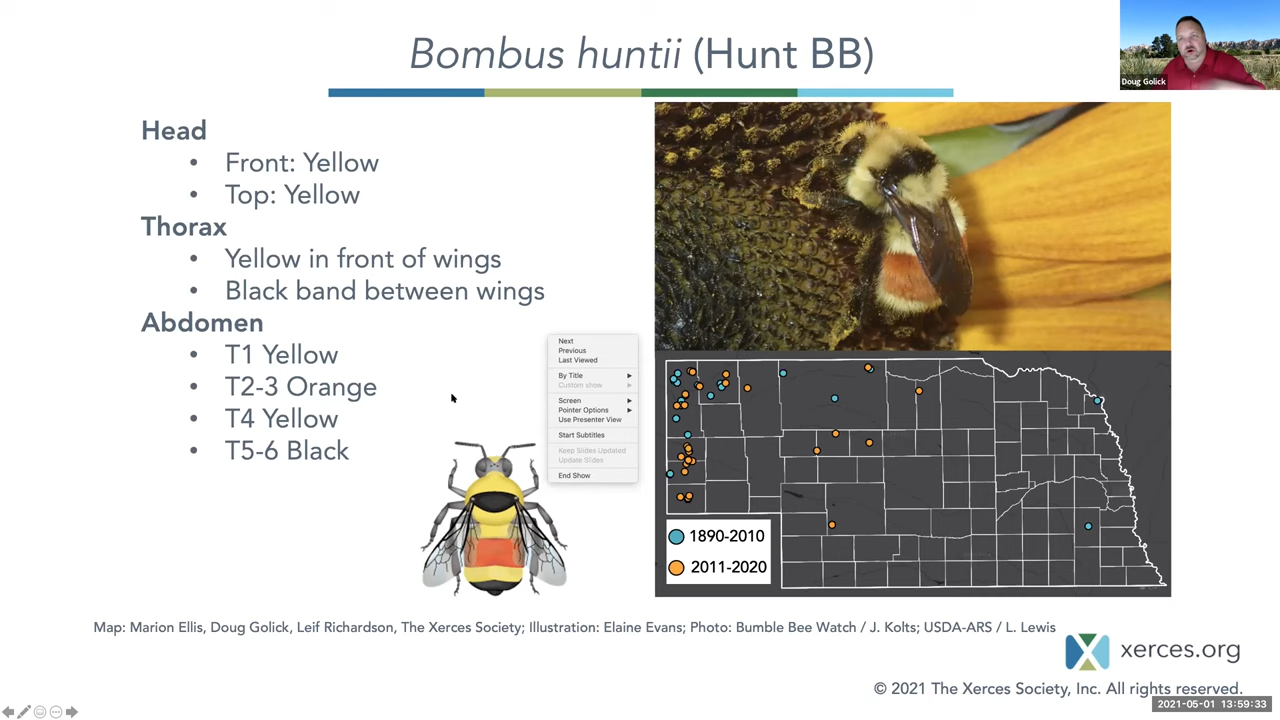 Bombus huntii (Hunt BB)
Doug Golick
Head
• Front: Yellow
• Top: Yellow
Thorax
• Yellow in front of wings
• Black band between wings
Abdomen
• T1 Yellow
• T2-3 Orange
• T4 Yellow
• T5-6 Black
Next
Previous
Last Viewed
By Title
Custom show
Screen
Pointer Options
Use Presenter View
Start Subtitles
Keep Slides Updated
Update Slides
End Show
1890-2010
2011-2020
Map: Marion Ellis, Doug Golick, Leif Richardson, The Xerces Society; Illustration: Elaine Evans; Photo: Bumble Bee Watch / J. Kolts; USDA-ARS / L. Lewis
xerces.org
© 2021 The Xerces Society, Inc. All rights reserved.
2021-05-01 13:59:33